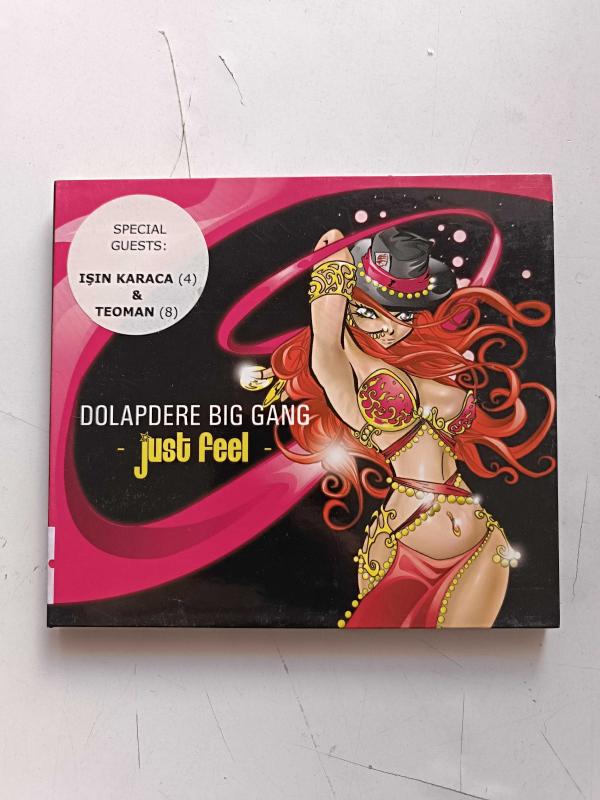 SPECIAL
GUESTS:
IŞIN KARACA (4)
&
TEOMAN (8)
DOLAPDERE BIG GANG
- just feel -